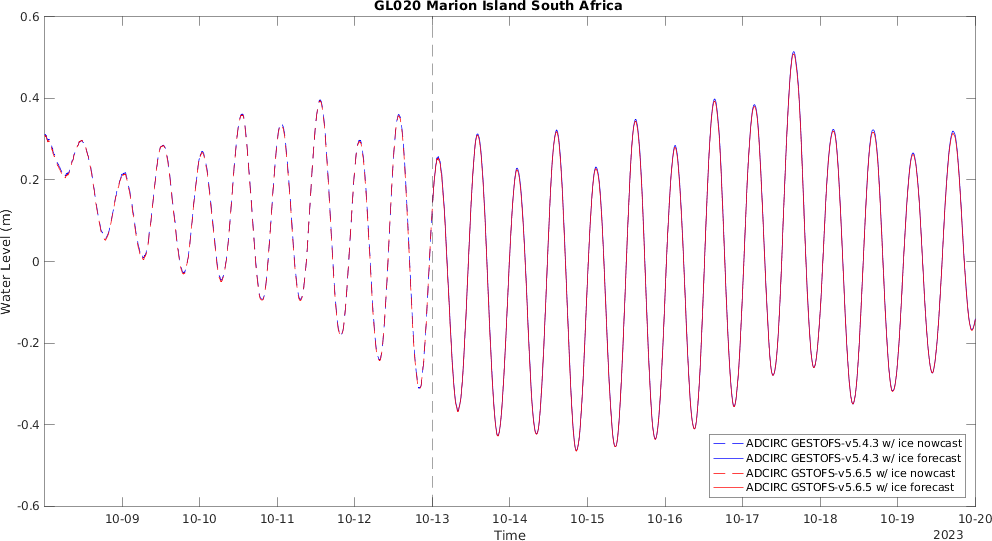 GL020 Marion Island South Africa
0.6
0.4
0.2
0
-0.2
-0.4
-0.6
Water Level (m)
10-09
10-10
10-11
10-12
10-13
10-14
10-15
10-16
10-17
10-18
10-19
10-20
Time
2023
ADCIRC GESTOFS-v5.4.3 w/ ice nowcast
ADCIRC GESTOFS-v5.4.3 w/ ice forecast
ADCIRC GSTOFS-v5.6.5 w/ ice nowcast
ADCIRC GSTOFS-v5.6.5 w/ ice forecast